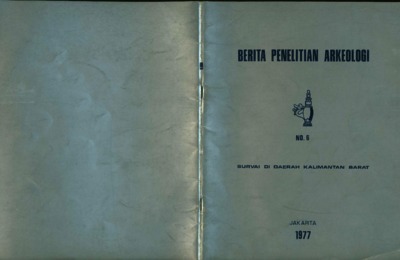 BERITA PENELITIAN ARKEOLOGI
NO. 6
SURVAI DI DAERAH KALIMANTAN BARAT
JAKARTA
1977